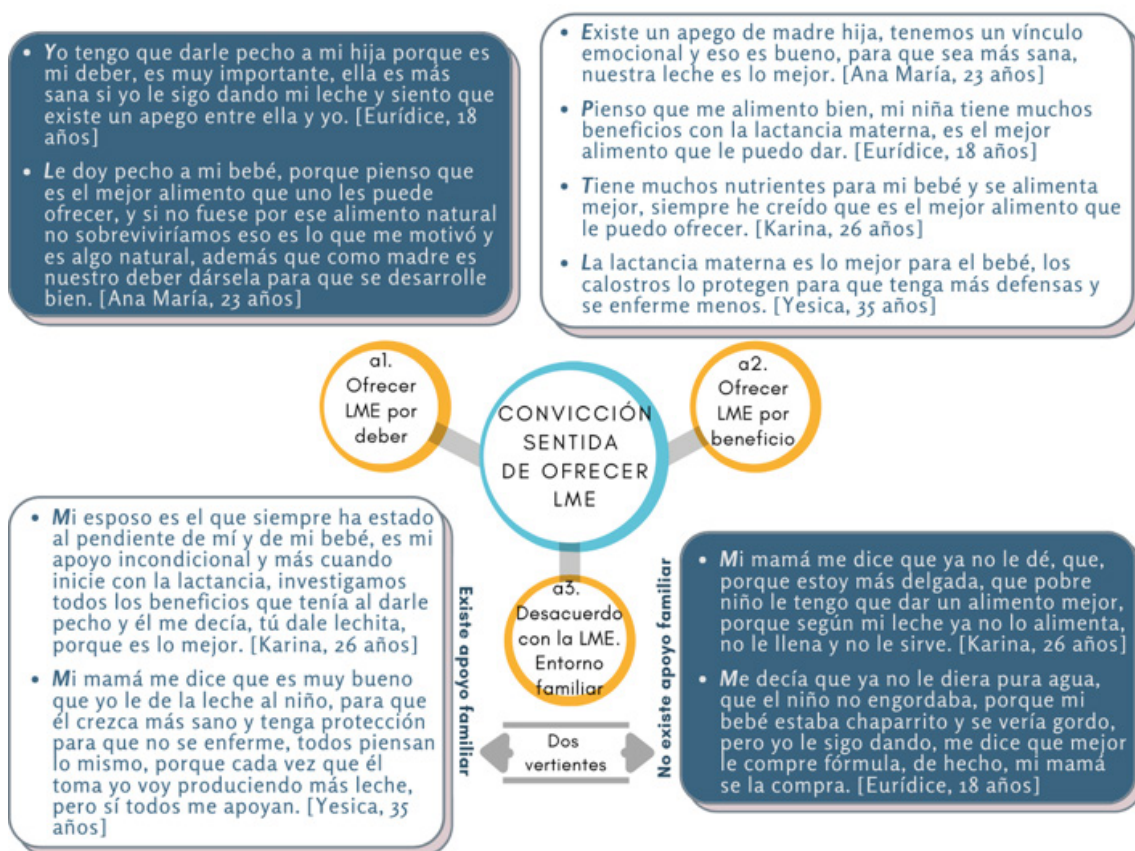 • Yo tengo que darle pecho a mi hija porque es
mi deber, es muy importante, ella es más
sana si yo le sigo dando mi leche y siento que
existe un apego entre ella y yo. [Eurídice, 18
años]
• Le doy pecho a mi bebé, porque pienso que
es el mejor alimento que uno les puede
ofrecer, y si no fuese por ese alimento natural
no sobreviviríamos eso es lo que me motivó y
es algo natural, además que como madre es
nuestro deber dársela para que se desarrolle
bien. [Ana María, 23 años]
• Existe un apego de madre hija, tenemos un vínculo
emocional y eso es bueno, para que sea más sana,
nuestra leche es lo mejor. [Ana María, 23 años]
• Pienso que me alimento bien, mi niña tiene muchos
beneficios con la lactancia materna, es el mejor
alimento que le puedo dar. [Eurídice, 18 años]
• Tiene muchos nutrientes para mi bebé y se alimenta
mejor, siempre he creído que es el mejor alimento que
le puedo ofrecer. [Karina, 26 años]
• La lactancia materna es lo mejor para el bebé, los
calostros lo protegen para que tenga más defensas y
se enferme menos. [Yesica, 35 años]
a1.
Ofrecer
LME por
deber
CONVICCIÓN
SENTIDA
DE OFRECER
LME
a2.
Ofrecer
LME por
beneficio
• Mi esposo es el que siempre ha estado
al pendiente de mí y de mi bebé, es mi
apoyo incondicional y más cuando
inicie con la lactancia, investigamos
todos los beneficios que tenía al darle
pecho y él me decía, tú dale lechita,
porque es lo mejor. [Karina, 26 años]
• Mi mamá me dice que es muy bueno
que yo le de la leche al niño, para que
él crezca más sano y tenga protección
para que no se enferme, todos piensan
lo mismo, porque cada vez que él
toma yo voy produciendo más leche,
pero sí todos me apoyan. [Yesica, 35
años]
Existe apoyo familiar
a3.
Desacuerdo
con la LME.
Entorno
familiar
Dos
vertientes
No existe apoyo familiar
• Mi mamá me dice que ya no le dé, que,
porque estoy más delgada, que pobre
niño le tengo que dar un alimento mejor,
porque según mi leche ya no lo alimenta,
no le llena y no le sirve. [Karina, 26 años]
• Me decía que ya no le diera pura agua,
que el niño no engordaba, porque mi
bebé estaba chaparrito y se vería gordo,
pero yo le sigo dando, me dice que mejor
le compre fórmula, de hecho, mi mamá
se la compra. [Eurídice, 18 años]